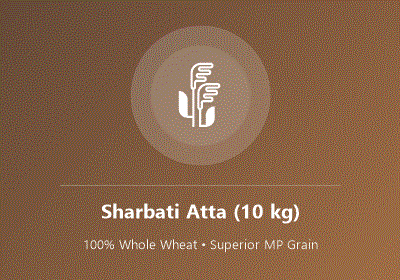 Sharbati Atta (10 kg)
100% Whole Wheat • Superior MP Grain